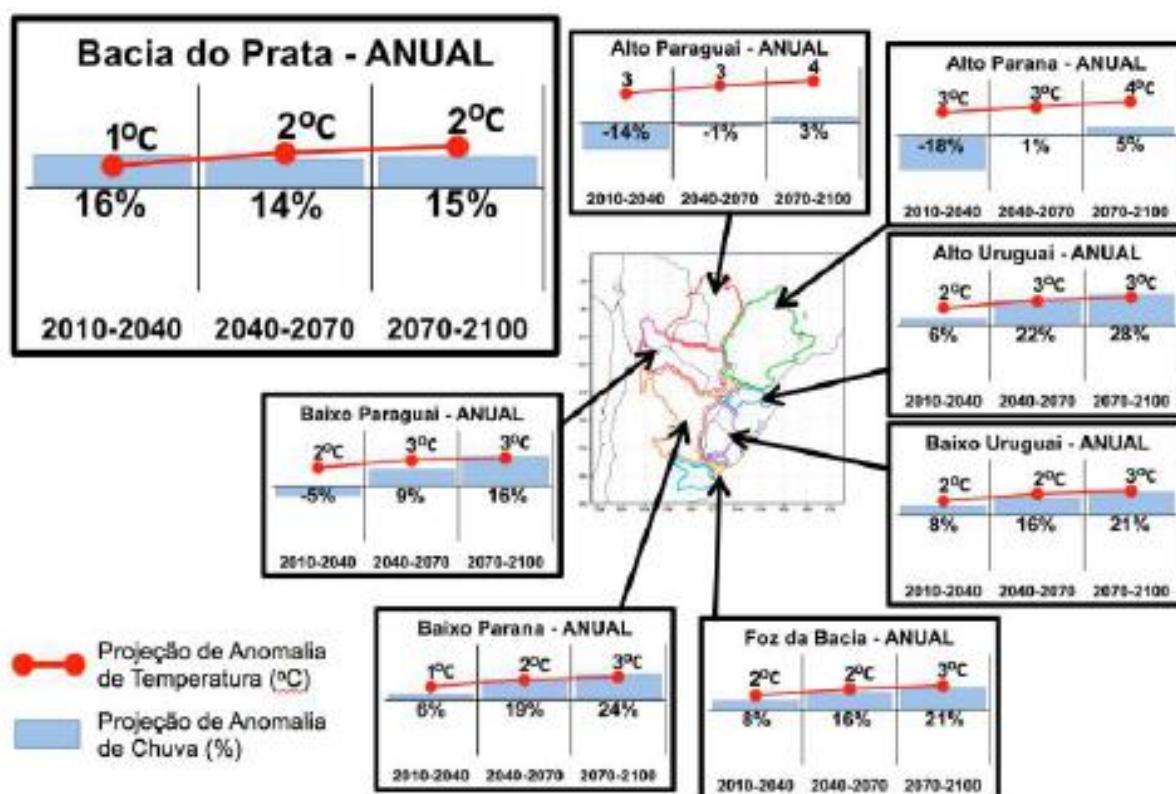 Bacia do Prata - ANUAL
1ºC 2ºC 2ºC
16% 14% 15%
2010-2040 2040-2070 2070-2100
Alto Paraguai - ANUAL
3 3 4
-14% -1% 3%
2010-2040 2040-2070 2070-2100
Alto Parana - ANUAL
3ºC 3ºC 4ºC
-18% 1% 5%
2010-2040 2040-2070 2070-2100
Alto Uruguai - ANUAL
2ºC 3ºC 3ºC
6% 22% 28%
2010-2040 2040-2070 2070-2100
Baixo Paraguai - ANUAL
2ºC 3ºC 3ºC
-5% 9% 16%
2010-2040 2040-2070 2070-2100
Baixo Uruguai - ANUAL
2ºC 2ºC 3ºC
8% 16% 21%
2010-2040 2040-2070 2070-2100
Baixo Parana - ANUAL
1ºC 2ºC 3ºC
6% 19% 24%
2010-2040 2040-2070 2070-2100
Foz da Bacia - ANUAL
2ºC 2ºC 3ºC
8% 16% 21%
2010-2040 2040-2070 2070-2100
Projeção de Anomalia
de Temperatura (ºC)
Projeção de Anomalia
de Chuva (%)